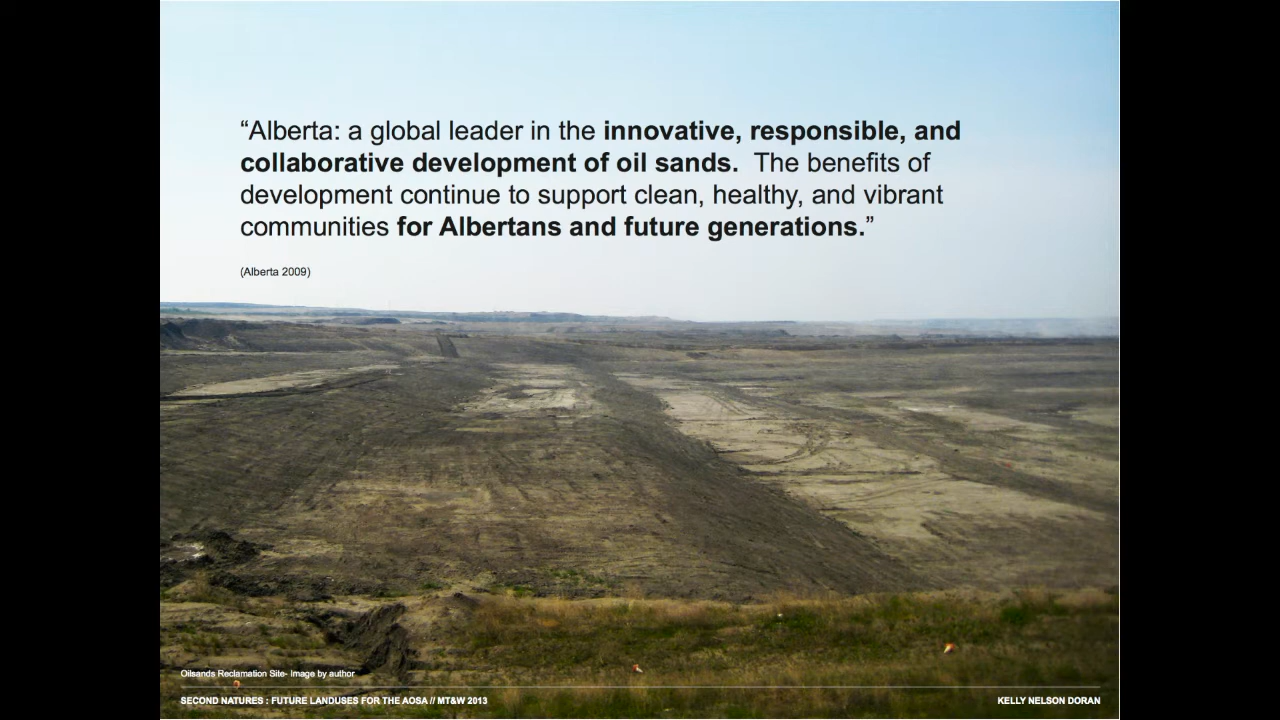 “Alberta: a global leader in the innovative, responsible, and
collaborative development of oil sands.  The benefits of
development continue to support clean, healthy, and vibrant
communities for Albertans and future generations.”
(Alberta 2009)
Oilsands Reclamation Site- Image by author
SECOND NATURES : FUTURE LANDUSES FOR THE AOSA // MT&W 2013
KELLY NELSON DORAN